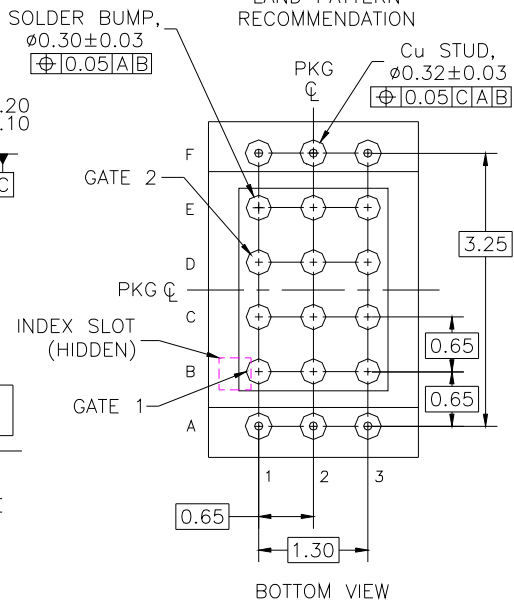 LAND PATTERN
RECOMMENDATION
SOLDER BUMP,
⌀0.30±0.03
⌖ 0.05 A B
Cu STUD,
⌀0.32±0.03
⌖ 0.05 C A B
PKG
℄
.20
.10
C
F
GATE 2
E
D
3.25
PKG ℄
C
INDEX SLOT
(HIDDEN)
0.65
B
GATE 1
0.65
A
1
2
3
0.65
1.30
BOTTOM VIEW